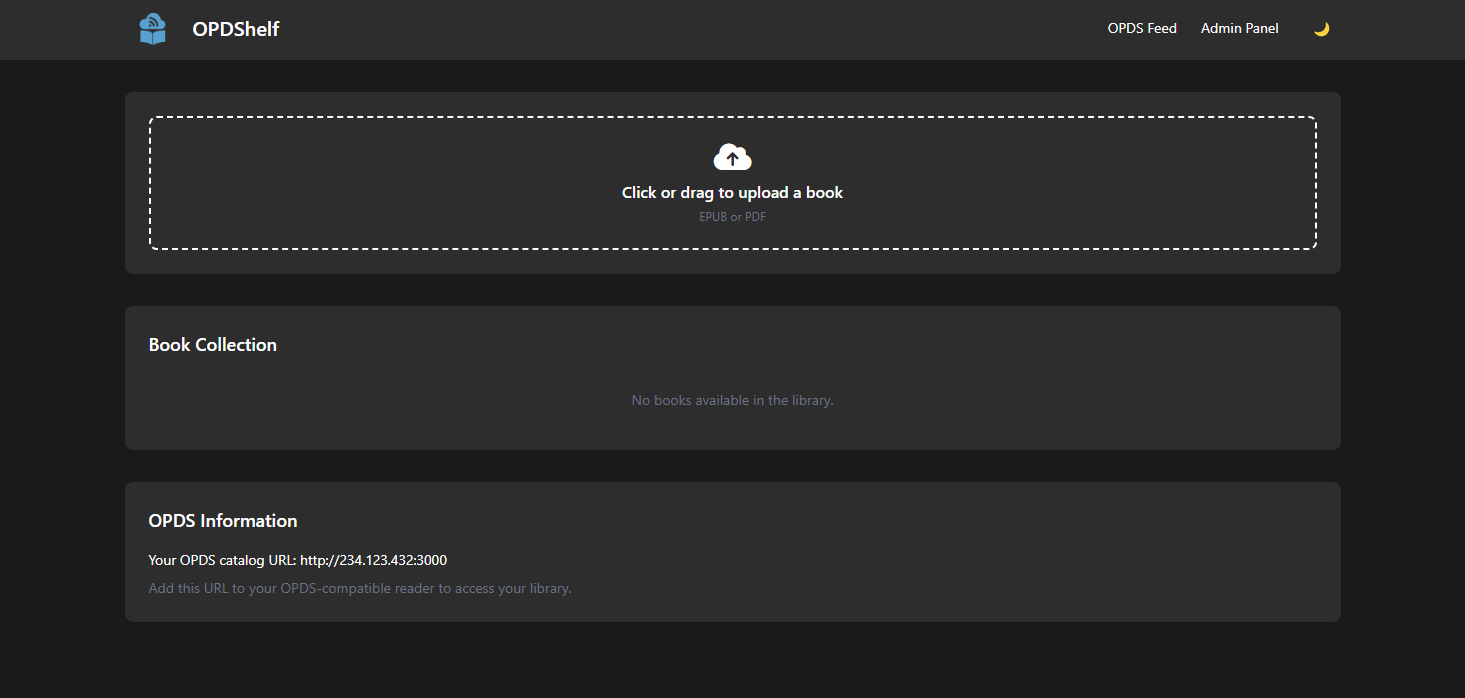 OPDShelf
OPDS Feed
Admin Panel
Click or drag to upload a book
EPUB or PDF
Book Collection
No books available in the library.
OPDS Information
Your OPDS catalog URL: http://234.123.432:3000
Add this URL to your OPDS-compatible reader to access your library.